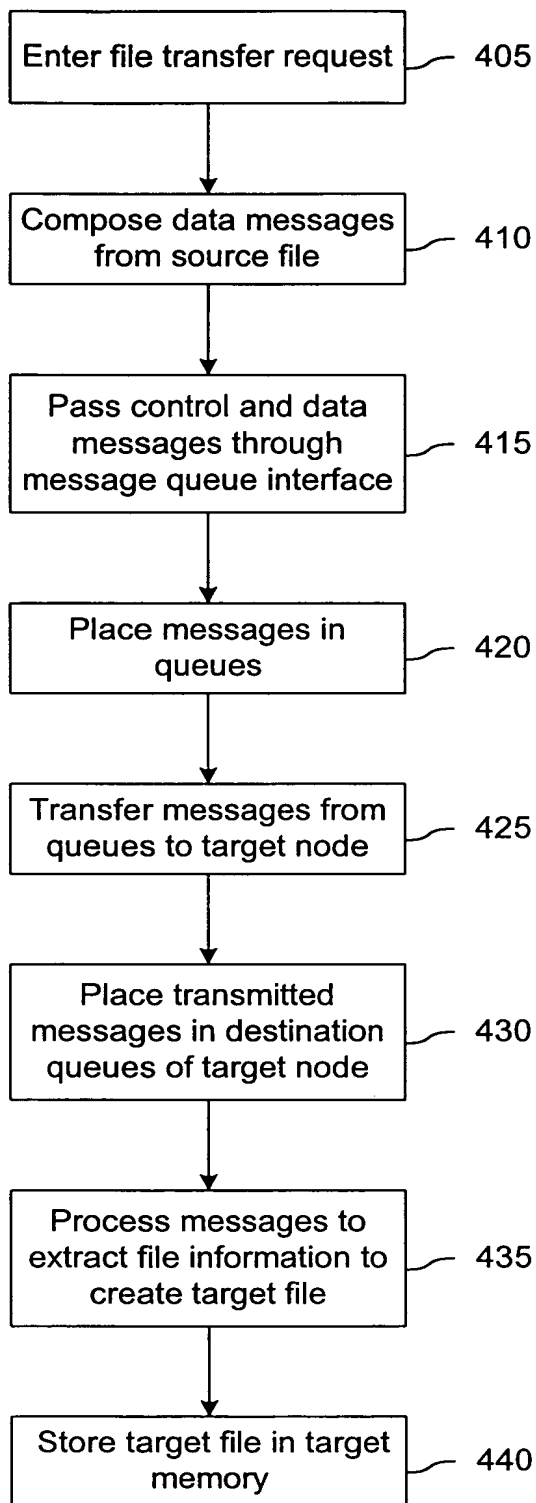 Enter file transfer request
405
Compose data messages
from source file
410
Pass control and data
messages through
message queue interface
415
Place messages in
queues
420
Transfer messages from
queues to target node
425
Place transmitted
messages in destination
queues of target node
430
Process messages to
extract file information to
create target file
435
Store target file in target
memory
440